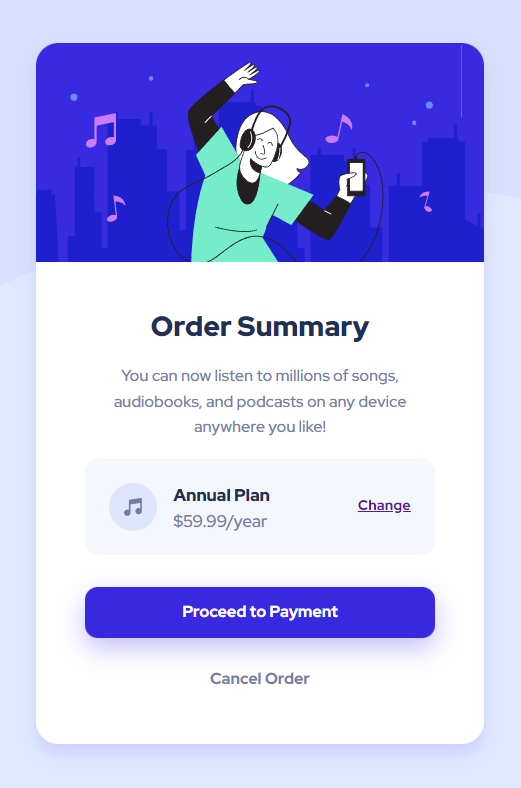 Order Summary
You can now listen to millions of songs,
audiobooks, and podcasts on any device
anywhere you like!
Annual Plan
$59.99/year
Change
Proceed to Payment
Cancel Order